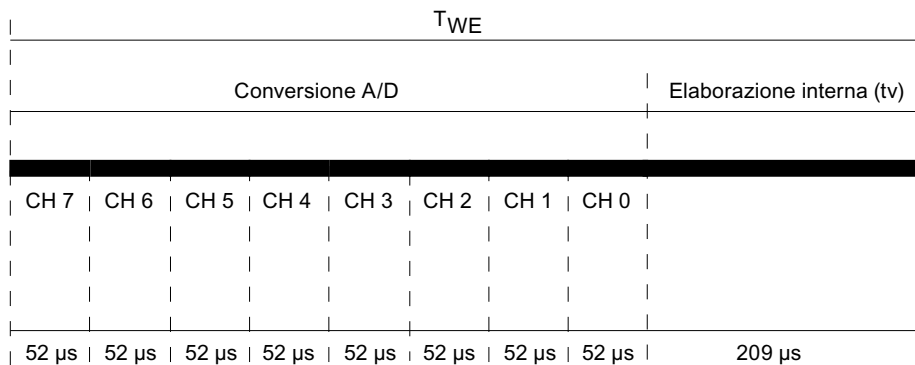 TWE
Conversione A/D Elaborazione interna (tv)
CH 7 CH 6 CH 5 CH 4 CH 3 CH 2 CH 1 CH 0
52 µs 52 µs 52 µs 52 µs 52 µs 52 µs 52 µs 52 µs 209 µs